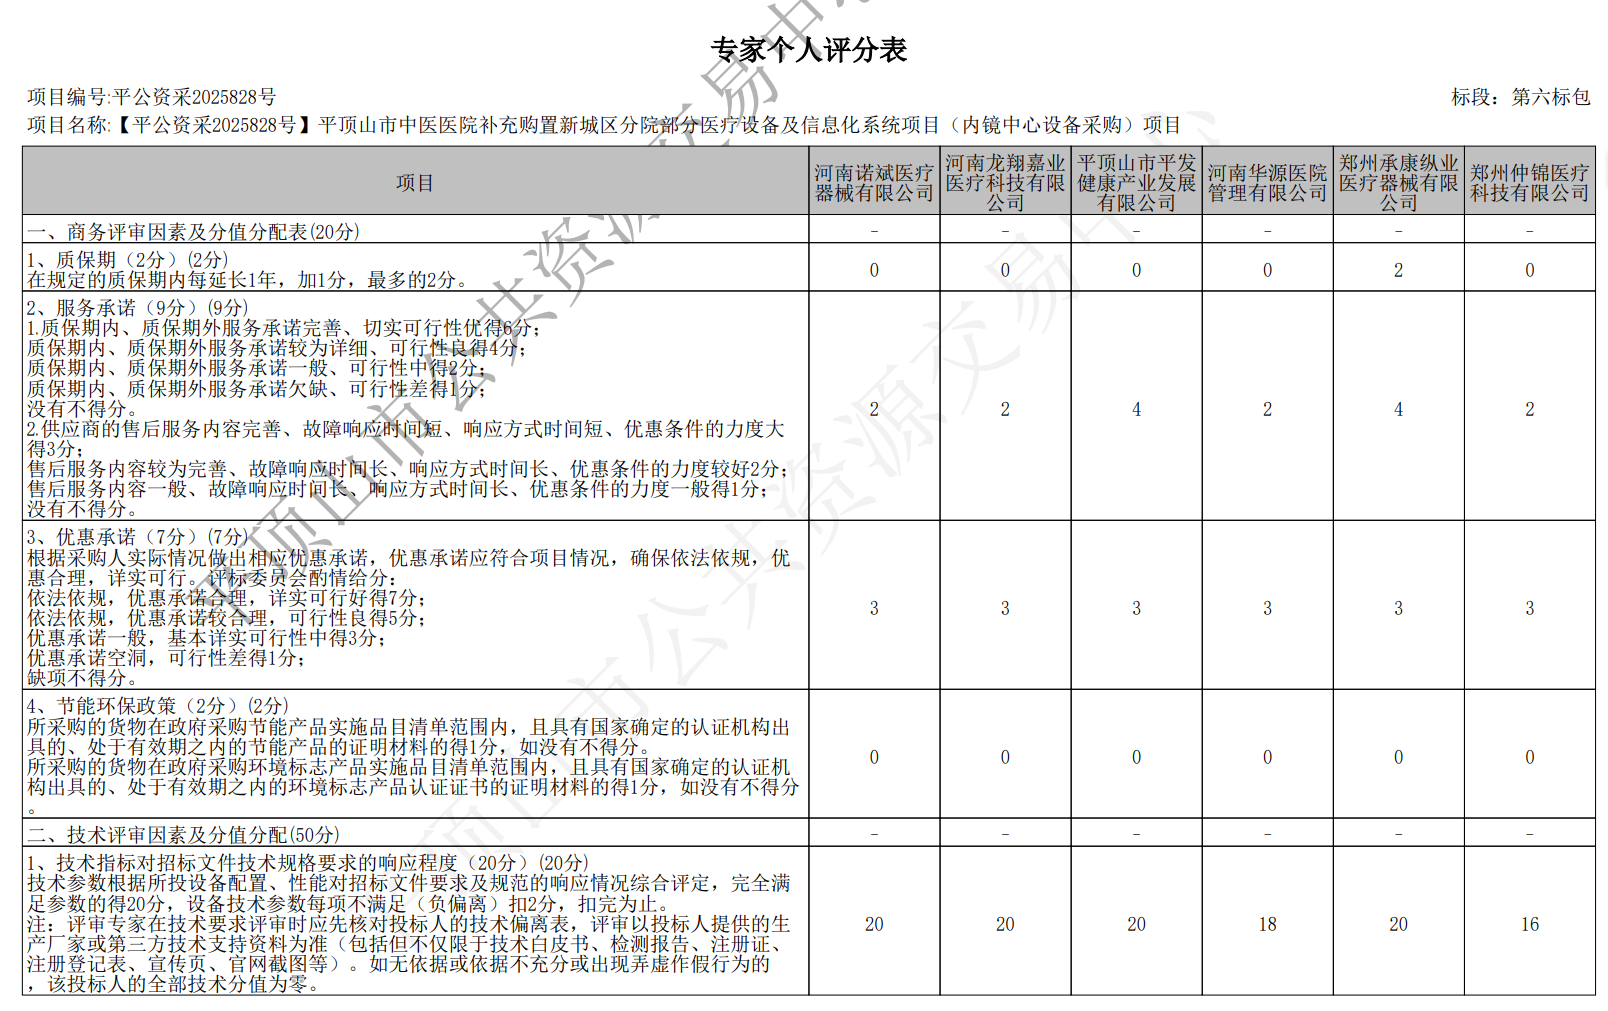 专家个人评分表
项目编号:平公资采2025828号
标段：第六标包
项目名称:【平公资采2025828号】平顶山市中医医院补充购置新城区分院部分医疗设备及信息化系统项目（内镜中心设备采购）项目
项目
河南诺斌医疗器械有限公司
河南龙翔嘉业医疗科技有限公司
平顶山市平发健康产业发展有限公司
河南华源医院管理有限公司
郑州承康纵业医疗器械有限公司
郑州仲锦医疗科技有限公司
一、商务评审因素及分值分配表(20分)
- - - - - -
1、质保期（2分）(2分)
在规定的质保期内每延长1年，加1分，最多的2分。
0 0 0 0 2 0
2、服务承诺（9分）(9分)
1.质保期内、质保期外服务承诺完善、切实可行性优得6分；
质保期内、质保期外服务承诺较为详细、可行性良得4分；
质保期内、质保期外服务承诺一般、可行性中得2分；
质保期内、质保期外服务承诺欠缺、可行性差得1分；
没有不得分。
2.供应商的售后服务内容完善、故障响应时间短、响应方式时间短、优惠条件的力度大
得3分；
售后服务内容较为完善、故障响应时间长、响应方式时间长、优惠条件的力度较好2分；
售后服务内容一般、故障响应时间长、响应方式时间长、优惠条件的力度一般得1分；
没有不得分。
2 2 4 2 4 2
3、优惠承诺（7分）(7分)
根据采购人实际情况做出相应优惠承诺，优惠承诺应符合项目情况，确保依法依规，优
惠合理，详实可行。评标委员会酌情给分：
依法依规，优惠承诺合理，详实可行好得7分；
依法依规，优惠承诺较合理，可行性良得5分；
优惠承诺一般，基本详实可行性中得3分；
优惠承诺空洞，可行性差得1分；
缺项不得分。
3 3 3 3 3 3
4、节能环保政策（2分）(2分)
所采购的货物在政府采购节能产品实施品目清单范围内，且具有国家确定的认证机构出
具的、处于有效期之内的节能产品的证明材料的得1分，如没有不得分。
所采购的货物在政府采购环境标志产品实施品目清单范围内，且具有国家确定的认证机
构出具的、处于有效期之内的环境标志产品认证证书的证明材料的得1分，如没有不得分
。
0 0 0 0 0 0
二、技术评审因素及分值分配(50分)
- - - - - -
1、技术指标对招标文件技术规格要求的响应程度（20分）(20分)
技术参数根据所投设备配置、性能对招标文件要求及规范的响应情况综合评定，完全满
足参数的得20分，设备技术参数每项不满足（负偏离）扣2分，扣完为止。
注：评审专家在技术要求评审时应先核对投标人的技术偏离表，评审以投标人提供的生
产厂家或第三方技术支持资料为准（包括但不仅限于技术白皮书、检测报告、注册证、
注册登记表、宣传页、官网截图等）。如无依据或依据不充分或出现弄虚作假行为的
，该投标人的全部技术分值为零。
20 20 20 18 20 16
平顶山市公共资源交易中心
平顶山市公共资源交易中心